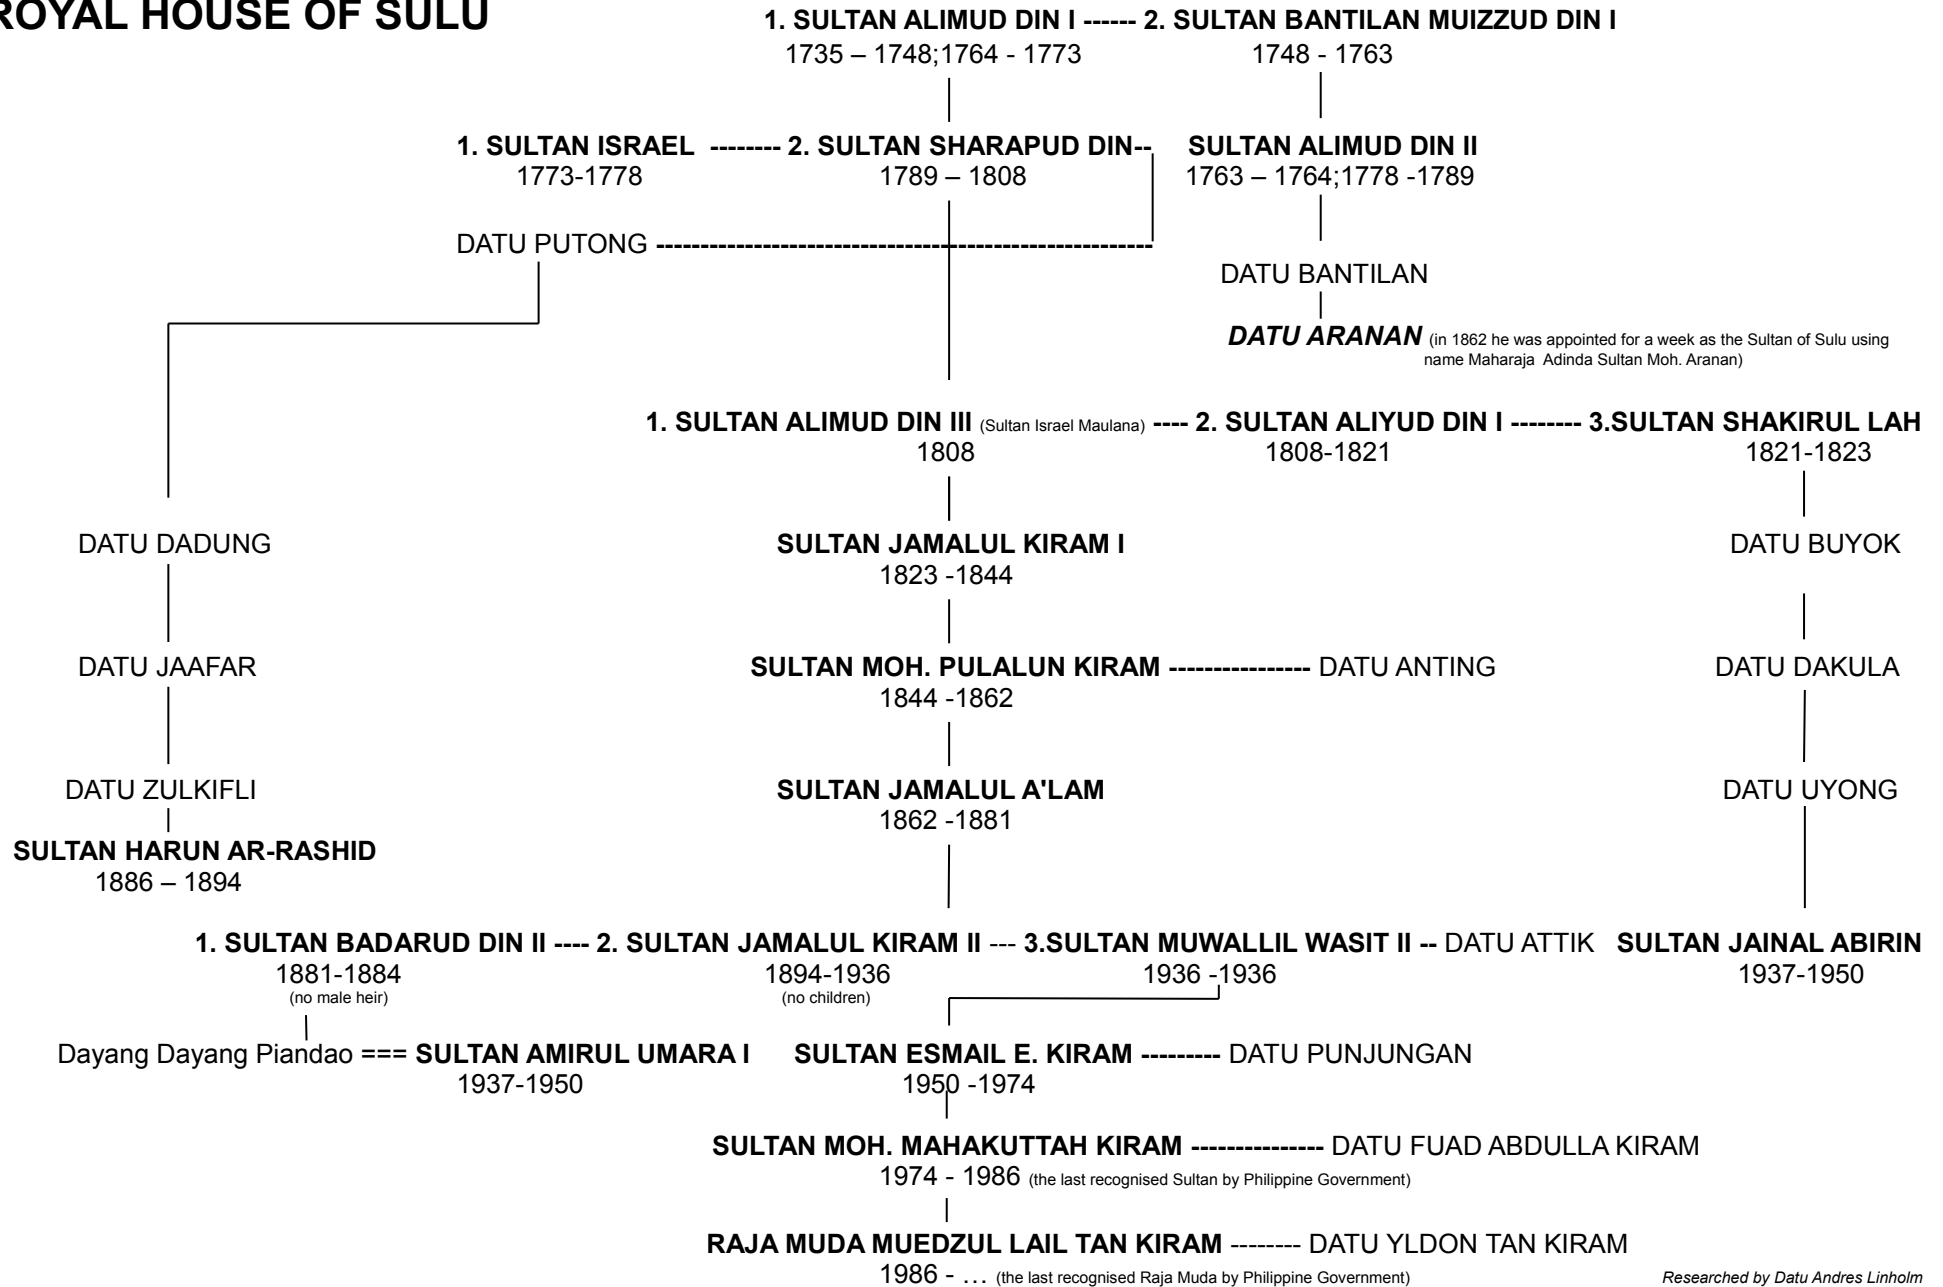 ROYAL HOUSE OF SULU
1. SULTAN ALIMUD DIN I ------ 2. SULTAN BANTILAN MUIZZUD DIN I
1735 – 1748;1764 - 1773 1748 - 1763
1. SULTAN ISRAEL -------- 2. SULTAN SHARAPUD DIN-- SULTAN ALIMUD DIN II
1773-1778 1789 – 1808 1763 – 1764;1778 -1789
DATU PUTONG --------------------------------------------------------
DATU BANTILAN
DATU ARANAN (in 1862 he was appointed for a week as the Sultan of Sulu using
name Maharaja Adinda Sultan Moh. Aranan)
1. SULTAN ALIMUD DIN III (Sultan Israel Maulana) ---- 2. SULTAN ALIYUD DIN I -------- 3.SULTAN SHAKIRUL LAH
1808 1808-1821 1821-1823
DATU DADUNG SULTAN JAMALUL KIRAM I DATU BUYOK
1823 -1844
DATU JAAFAR SULTAN MOH. PULALUN KIRAM ---------------- DATU ANTING DATU DAKULA
1844 -1862
DATU ZULKIFLI SULTAN JAMALUL A'LAM DATU UYONG
1862 -1881
SULTAN HARUN AR-RASHID
1886 – 1894
1. SULTAN BADARUD DIN II ---- 2. SULTAN JAMALUL KIRAM II --- 3.SULTAN MUWALLIL WASIT II -- DATU ATTIK SULTAN JAINAL ABIRIN
1881-1884 1894-1936 1936 -1936 1937-1950
(no male heir) (no children)
Dayang Dayang Piandao === SULTAN AMIRUL UMARA I SULTAN ESMAIL E. KIRAM --------- DATU PUNJUNGAN
1937-1950 1950 -1974
SULTAN MOH. MAHAKUTTAH KIRAM --------------- DATU FUAD ABDULLA KIRAM
1974 - 1986 (the last recognised Sultan by Philippine Government)
RAJA MUDA MUEDZUL LAIL TAN KIRAM -------- DATU YLDON TAN KIRAM
1986 - … (the last recognised Raja Muda by Philippine Government)
Researched by Datu Andres Linholm